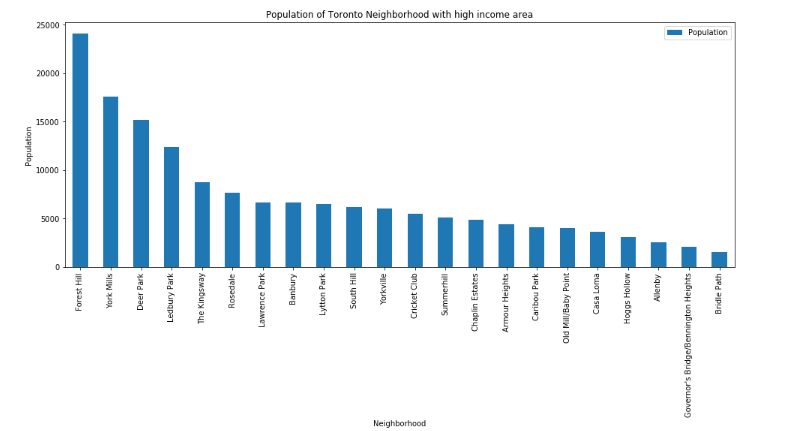 Population of Toronto Neighborhood with high income area
Population
25000
20000
15000
10000
5000
0
Population
Forest Hill
York Mills
Deer Park
Ledbury Park
The Kingsway
Rosedale
Lawrence Park
Banbury
Lytton Park
South Hill
Yorkville
Cricket Club
Summerhill
Chaplin Estates
Armour Heights
Caribou Park
Old Mill/Baby Point
Casa Loma
Hoggs Hollow
Allenby
Governor's Bridge/Bennington Heights
Bridle Path
Neighborhood